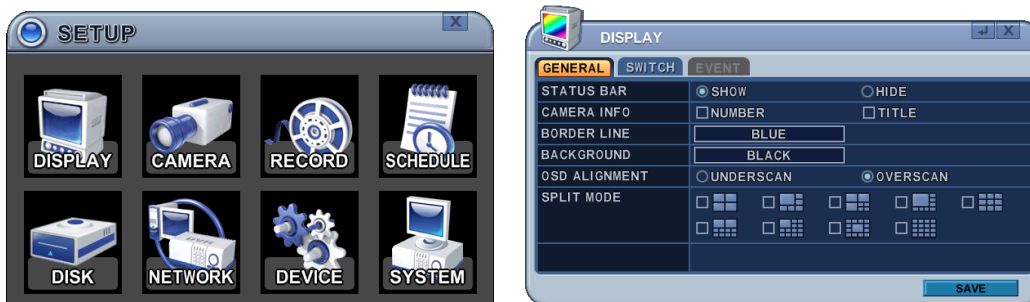 SETUP
X
DISPLAY
CAMERA
RECORD
SCHEDULE
DISK
NETWORK
DEVICE
SYSTEM
DISPLAY
X
GENERAL SWITCH EVENT
STATUS BAR SHOW HIDE
CAMERA INFO NUMBER TITLE
BORDER LINE BLUE
BACKGROUND BLACK
OSD ALIGNMENT UNDERSCAN OVERSCAN
SPLIT MODE
SAVE